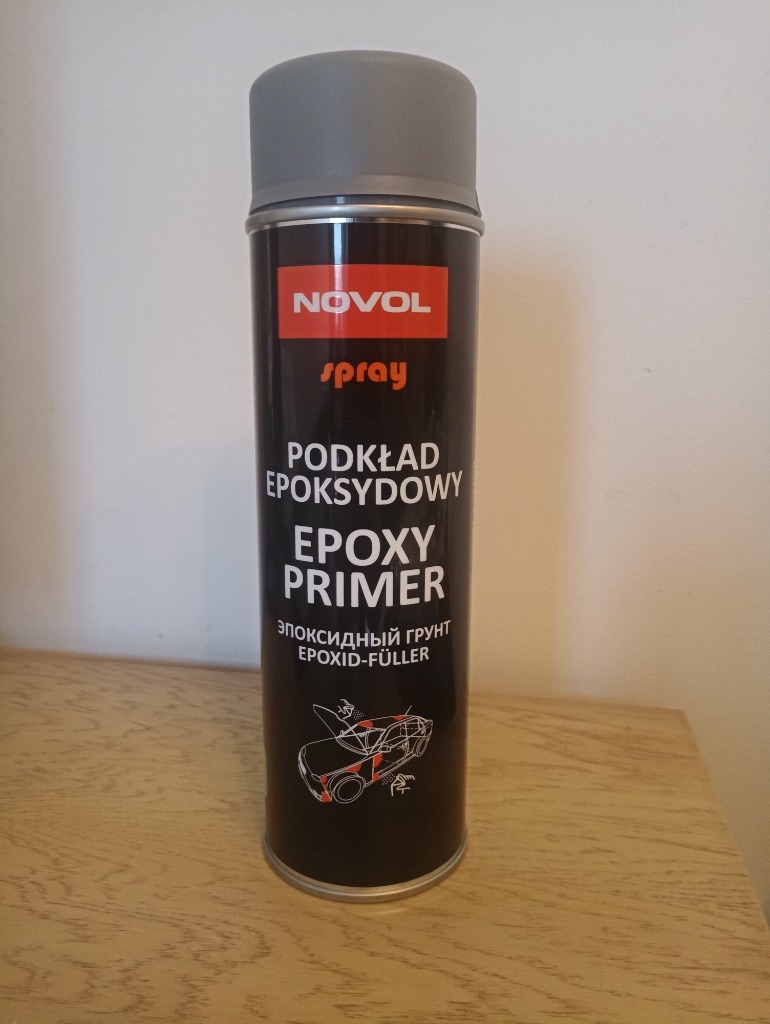 NOVOL
spray
PODKŁAD
EPOKSYDOWY
EPOXY
PRIMER
ЭПОКСИДНЫЙ ГРУНТ
EPOXID-FÜLLER